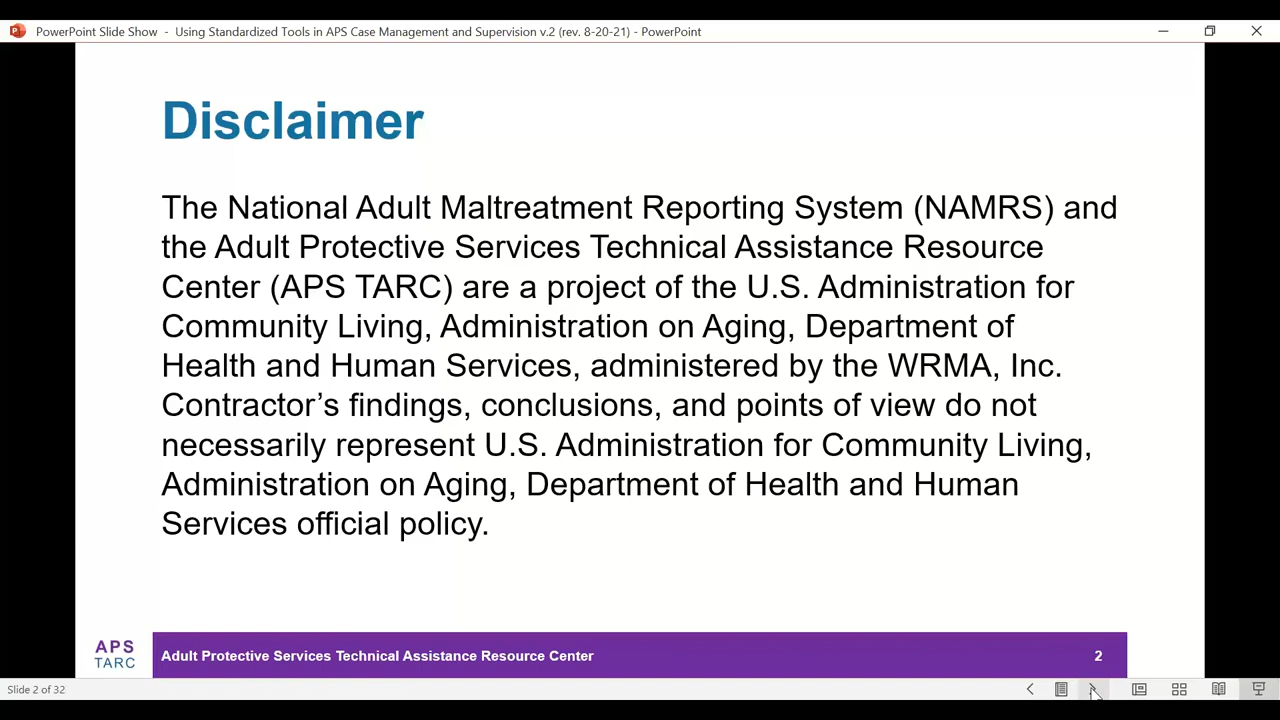 PowerPoint Slide Show - Using Standardized Tools in APS Case Management and Supervision v.2 (rev. 8-20-21) - PowerPoint
Disclaimer
The National Adult Maltreatment Reporting System (NAMRS) and
the Adult Protective Services Technical Assistance Resource
Center (APS TARC) are a project of the U.S. Administration for
Community Living, Administration on Aging, Department of
Health and Human Services, administered by the WRMA, Inc.
Contractor’s findings, conclusions, and points of view do not
necessarily represent U.S. Administration for Community Living,
Administration on Aging, Department of Health and Human
Services official policy.
APS
TARC
Adult Protective Services Technical Assistance Resource Center
2
Slide 2 of 32